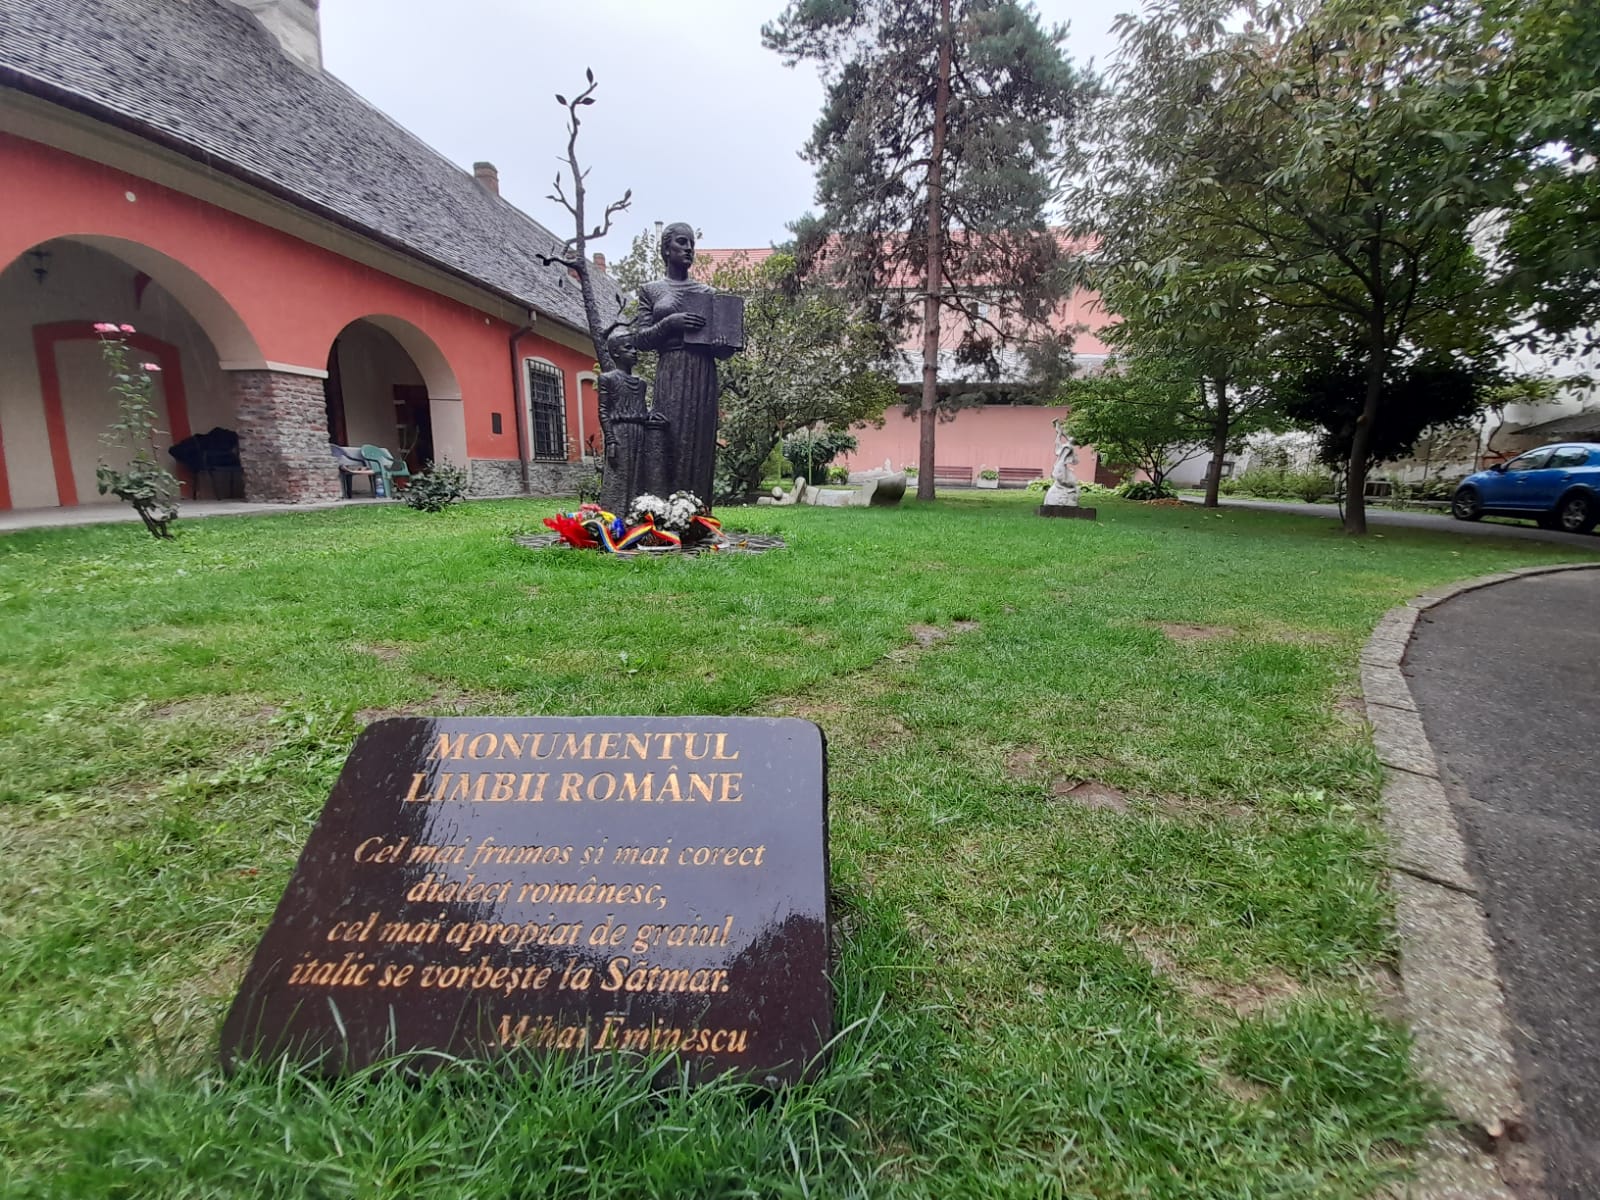 MONUMENTUL
LIMBII ROMÂNE
Cel mai frumos și mai corect
dialect românesc,
cel mai apropiat de graiul
italic se vorbește la Sătmar.
Mihai Eminescu